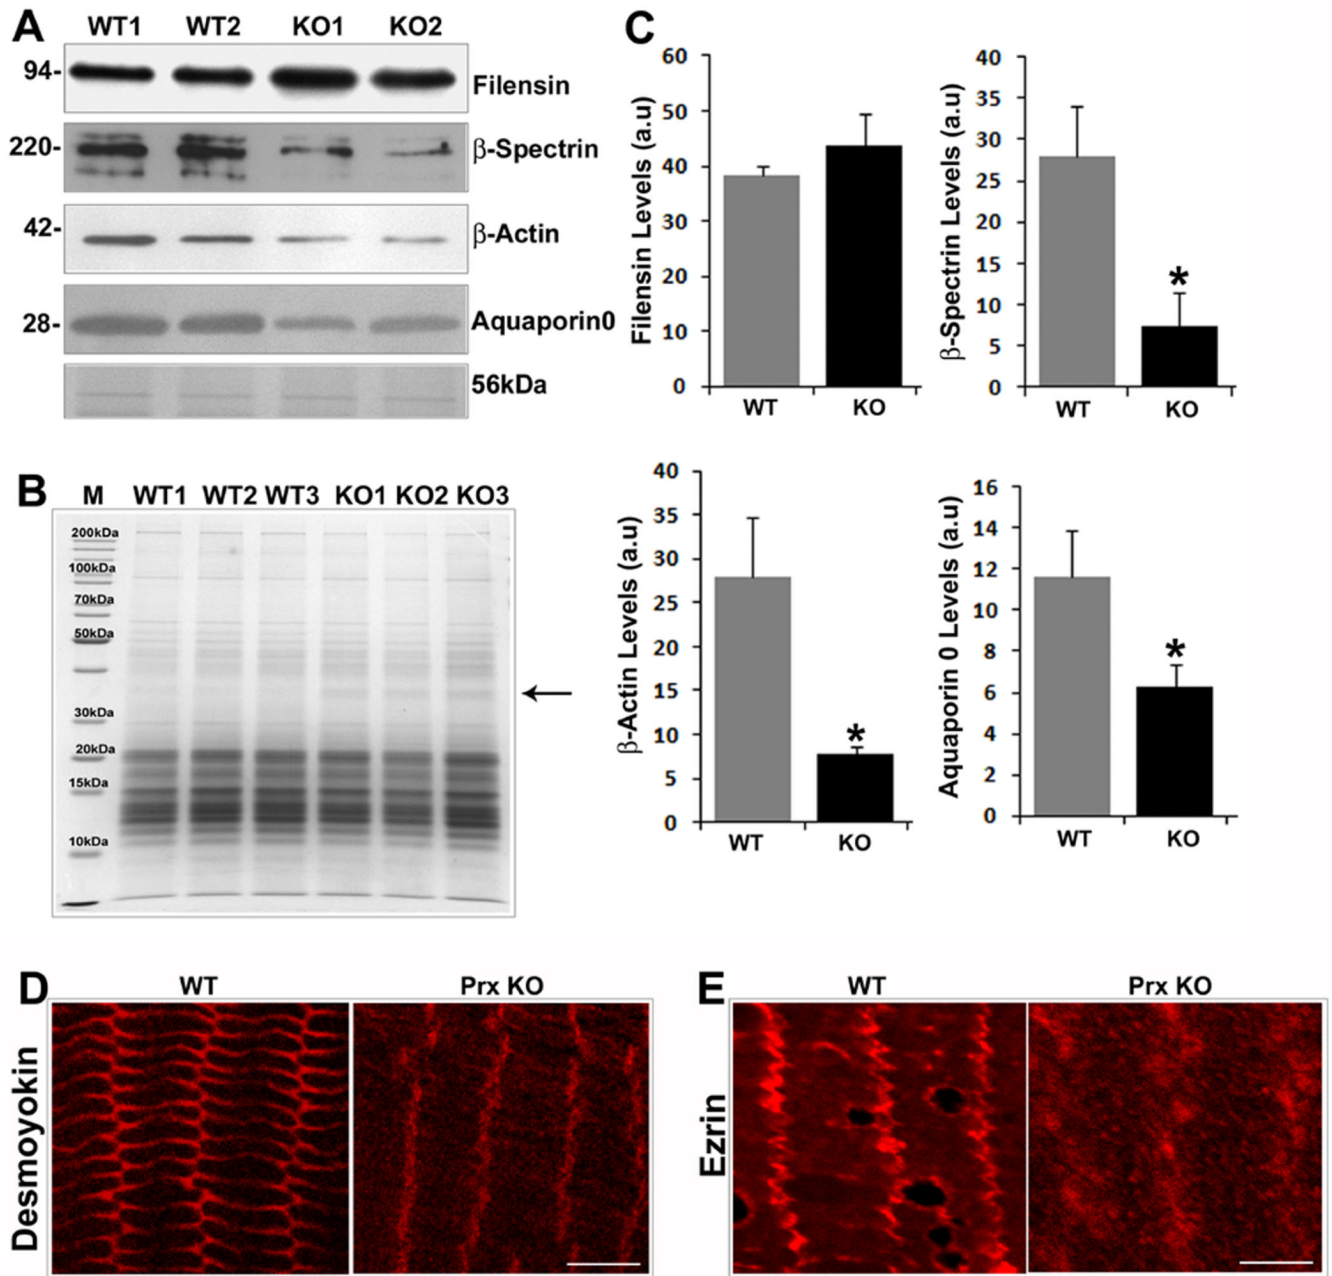 A
WT1 WT2 KO1 KO2
94-
Filensin
220-
β-Spectrin
42-
β-Actin
28-
Aquaporin0
56kDa
B
M WT1 WT2 WT3 KO1 KO2 KO3
200kDa
100kDa
70kDa
50kDa
30kDa
20kDa
15kDa
10kDa
C
Filensin Levels (a.u)
60
50
40
30
20
10
0
WT KO
β-Spectrin Levels (a.u)
40
35
30
25
20
15
10
5
0
*
WT KO
β-Actin Levels (a.u)
40
35
30
25
20
15
10
5
0
*
WT KO
Aquaporin 0 Levels (a.u)
16
14
12
10
8
6
4
2
0
*
WT KO
D
WT Prx KO
Desmoyokin
E
WT Prx KO
Ezrin